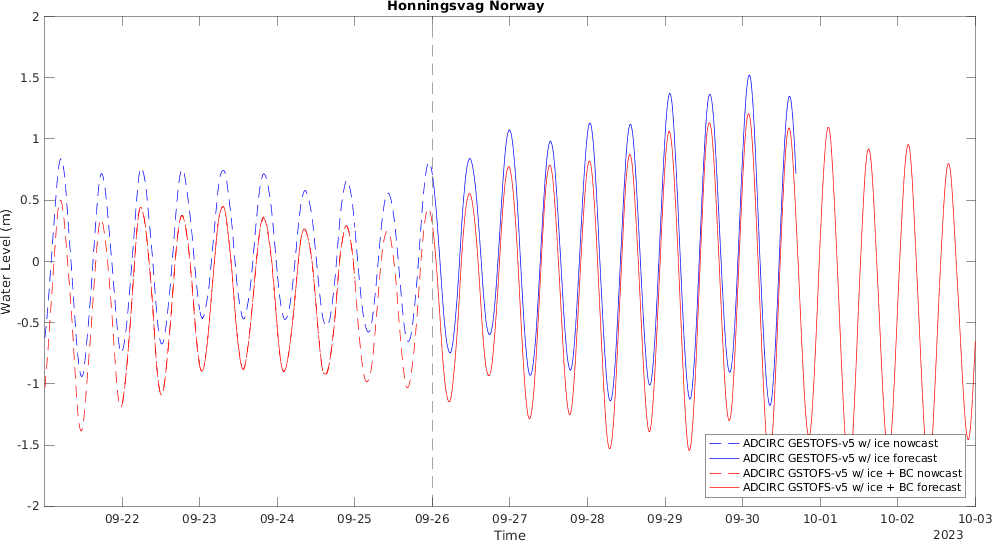 Honningsvag Norway
2
1.5
1
0.5
0
-0.5
-1
-1.5
-2
Water Level (m)
ADCIRC GESTOFS-v5 w/ ice nowcast
ADCIRC GESTOFS-v5 w/ ice forecast
ADCIRC GSTOFS-v5 w/ ice + BC nowcast
ADCIRC GSTOFS-v5 w/ ice + BC forecast
09-22 09-23 09-24 09-25 09-26 09-27 09-28 09-29 09-30 10-01 10-02 10-03
Time
2023